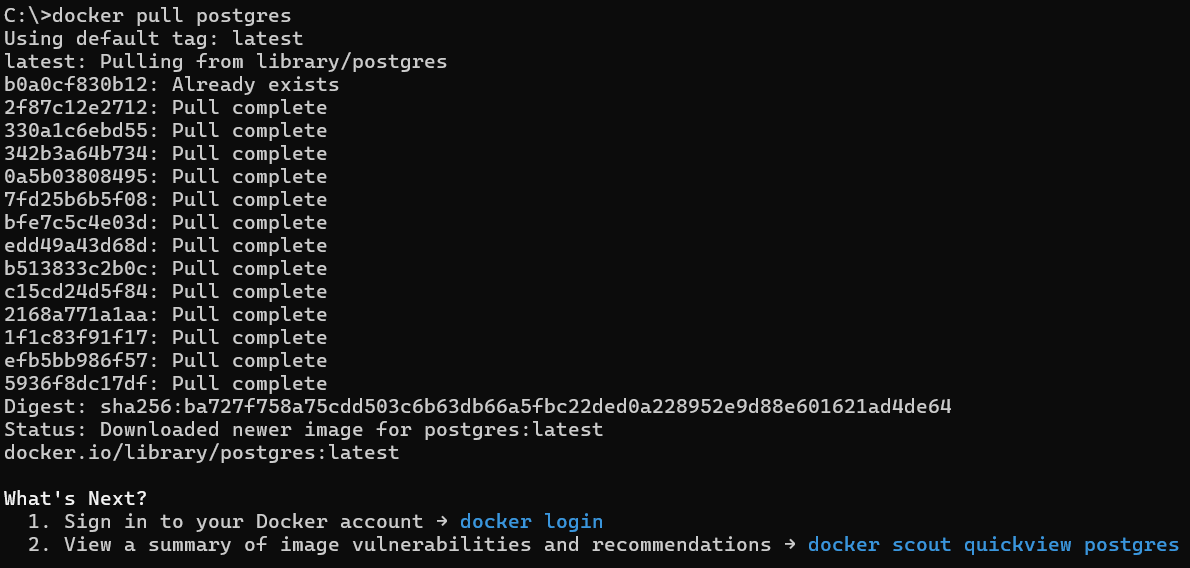 C:\>docker pull postgres
Using default tag: latest
latest: Pulling from library/postgres
b0a0cf830b12: Already exists
2f87c12e2712: Pull complete
330a1c6ebd55: Pull complete
342b3a64b734: Pull complete
0a5b03808495: Pull complete
7fd25b6b5f08: Pull complete
bfe7c5c4e03d: Pull complete
edd49a43d68d: Pull complete
b513833c2b0c: Pull complete
c15cd24d5f84: Pull complete
2168a771a1aa: Pull complete
1f1c83f91f17: Pull complete
efb5bb986f57: Pull complete
5936f8dc17df: Pull complete
Digest: sha256:ba727f758a75cdd503c6b63db66a5fbc22ded0a228952e9d88e601621ad4de64
Status: Downloaded newer image for postgres:latest
docker.io/library/postgres:latest
What's Next?
1. Sign in to your Docker account → docker login
2. View a summary of image vulnerabilities and recommendations → docker scout quickview postgres